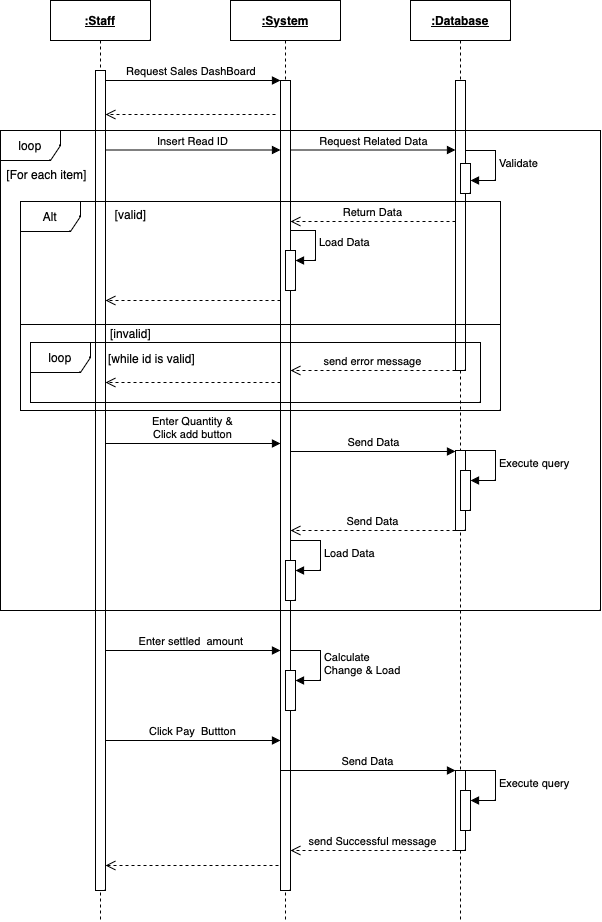 :Staff
:System
:Database
Request Sales DashBoard
loop
Insert Read ID
Request Related Data
Validate
[For each item]
Alt
[valid]
Return Data
Load Data
[invalid]
loop
[while id is valid]
send error message
Enter Quantity &
Click add button
Send Data
Execute query
Send Data
Load Data
Enter settled  amount
Calculate
Change & Load
Click Pay  Buttton
Send Data
Execute query
send Successful message